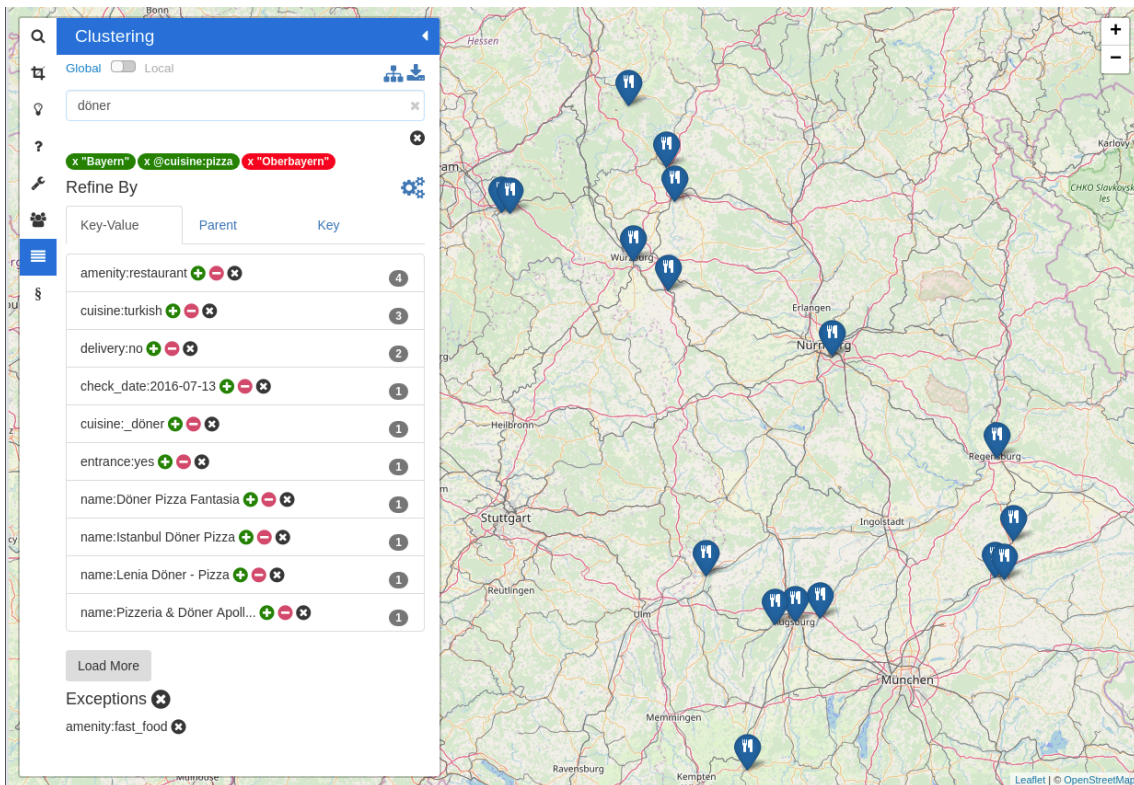 Clustering
Global Local
döner
x "Bayern" x @cuisine:pizza x "Oberbayern"
Refine By
Key-Value Parent Key
amenity:restaurant 4
cuisine:turkish 3
delivery:no 2
check_date:2016-07-13 1
cuisine:_döner 1
entrance:yes 1
name:Döner Pizza Fantasia 1
name:Istanbul Döner Pizza 1
name:Lenia Döner - Pizza 1
name:Pizzeria & Döner Apoll... 1
Load More
Exceptions
amenity:fast_food
?
§
+
−
Bonn
Hessen
Karlovy
CHKO Slavkovsk
les
am
Erlangen
Heilbronn
Regensburg
Stuttgart
Ingolstadt
Reutlingen
Ulm
München
Memmingen
Ravensburg
Kempten
Leaflet | © OpenStreetMap